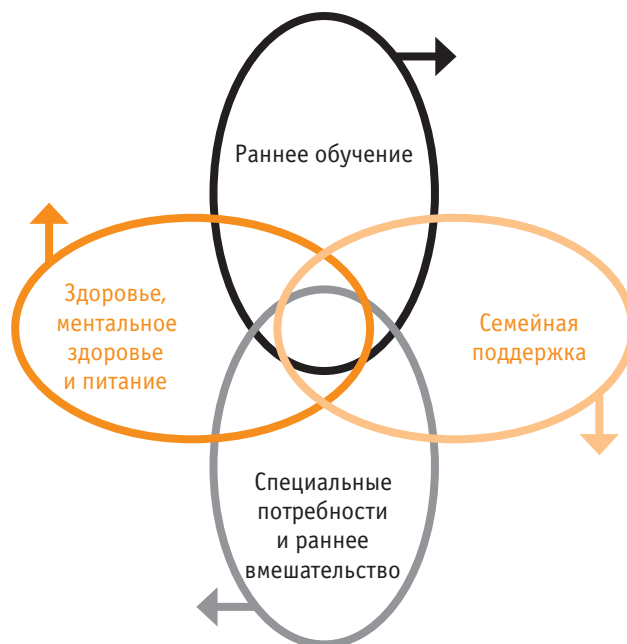 Раннее обучение
Здоровье,
ментальное
здоровье
и питание
Семейная
поддержка
Специальные
потребности
и раннее
вмешательство